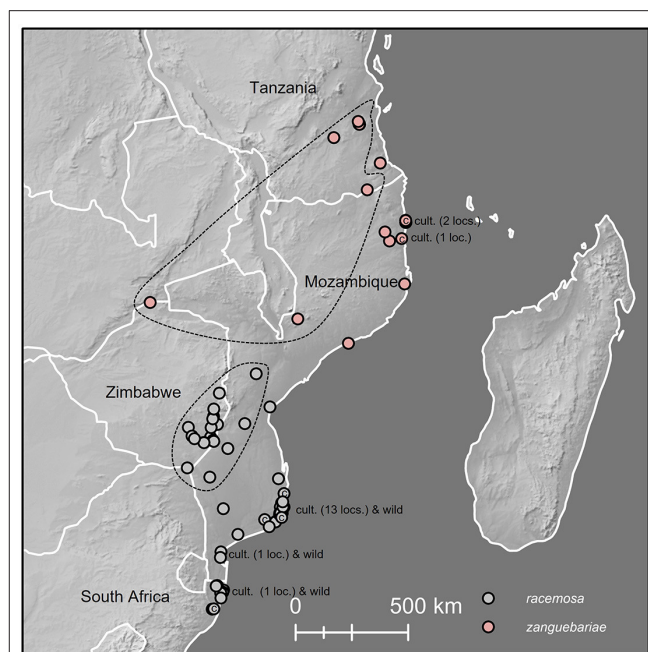 Tanzania
cult. (2 locs.)
cult. (1 loc.)
Mozambique
Zimbabwe
cult. (13 locs.) & wild
cult. (1 loc.) & wild
cult. (1 loc.) & wild
South Africa
0 500 km
racemosa
zanguebariae